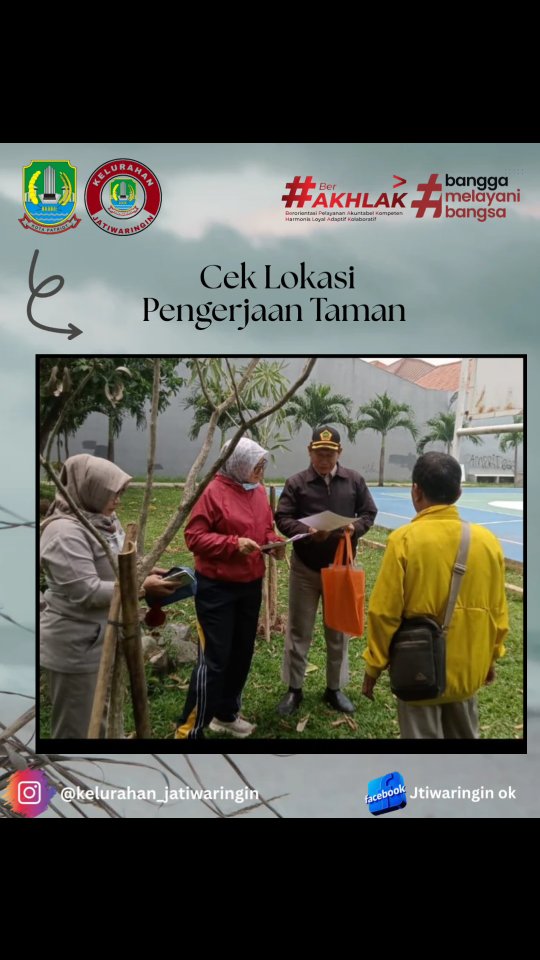 BEKASI
KOTA PATRIOT
KELURAHAN
JATIWARINGIN
#BerAKHLAK>
Berorientasi Pelayanan Akuntabel Kompeten
Harmonis Loyal Adaptif Kolaboratif
#bangga
melayani
bangsa
Cek Lokasi
Pengerjaan Taman
@kelurahan_jatiwaringin
facebook
Jtiwaringin ok